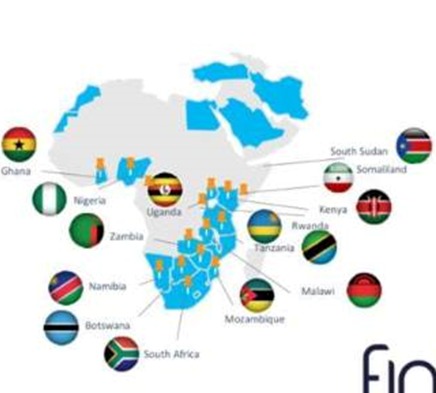 South Sudan
Ghana
Somaliland
Nigeria
Uganda
Kenya
Rwanda
Zambia
Tanzania
Namibia
Malawi
Mozambique
Botswana
South Africa
fin